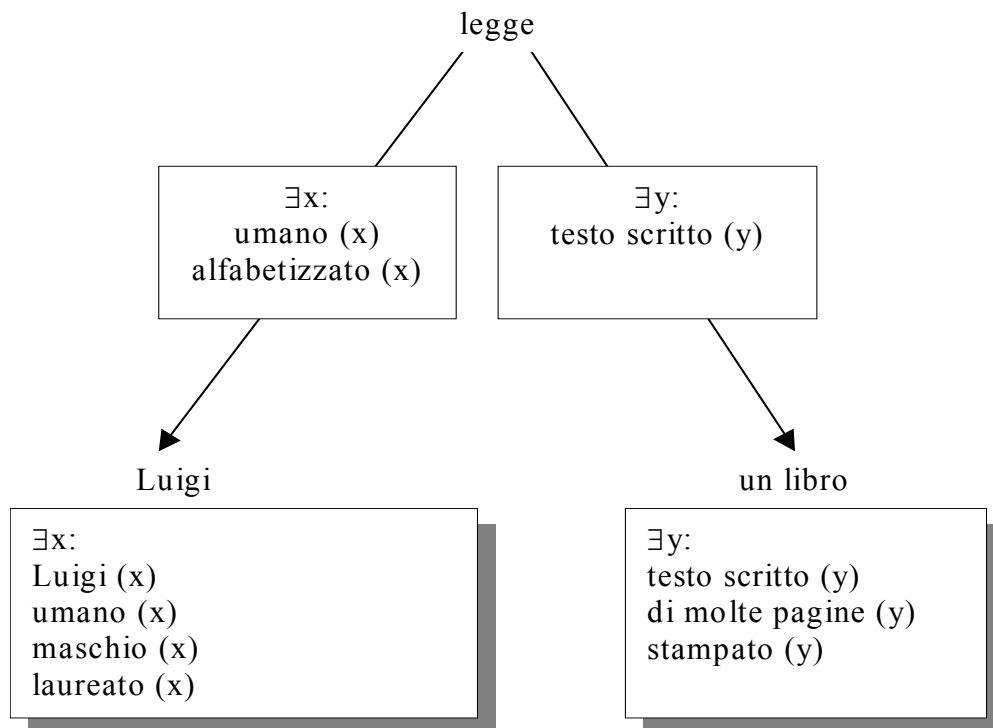 legge
∃x:
umano (x)
alfabetizzato (x)
∃y:
testo scritto (y)
Luigi
∃x:
Luigi (x)
umano (x)
maschio (x)
laureato (x)
un libro
∃y:
testo scritto (y)
di molte pagine (y)
stampato (y)